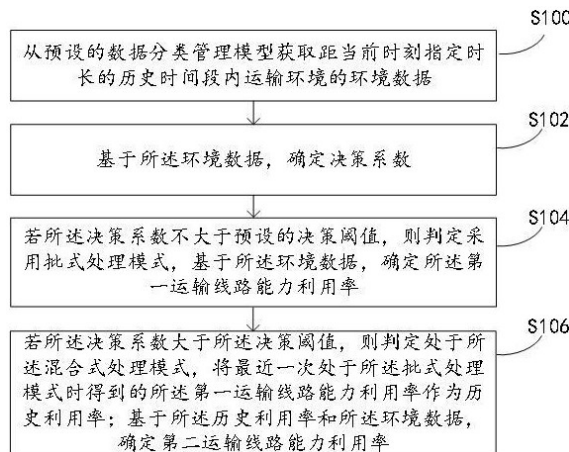 S100
从预设的数据分类管理模型获取距当前时刻指定时
长的历史时间段内运输环境的环境数据
S102
基于所述环境数据，确定决策系数
S104
若所述决策系数不大于预设的决策阈值，则判定采
用批式处理模式，基于所述环境数据，确定所述第
一运输线路能力利用率
S106
若所述决策系数大于所述决策阈值，则判定处于所
述混合式处理模式，将最近一次处于所述批式处理
模式时得到的所述第一运输线路能力利用率作为历
史利用率；基于所述历史利用率和所述环境数据，
确定第二运输线路能力利用率